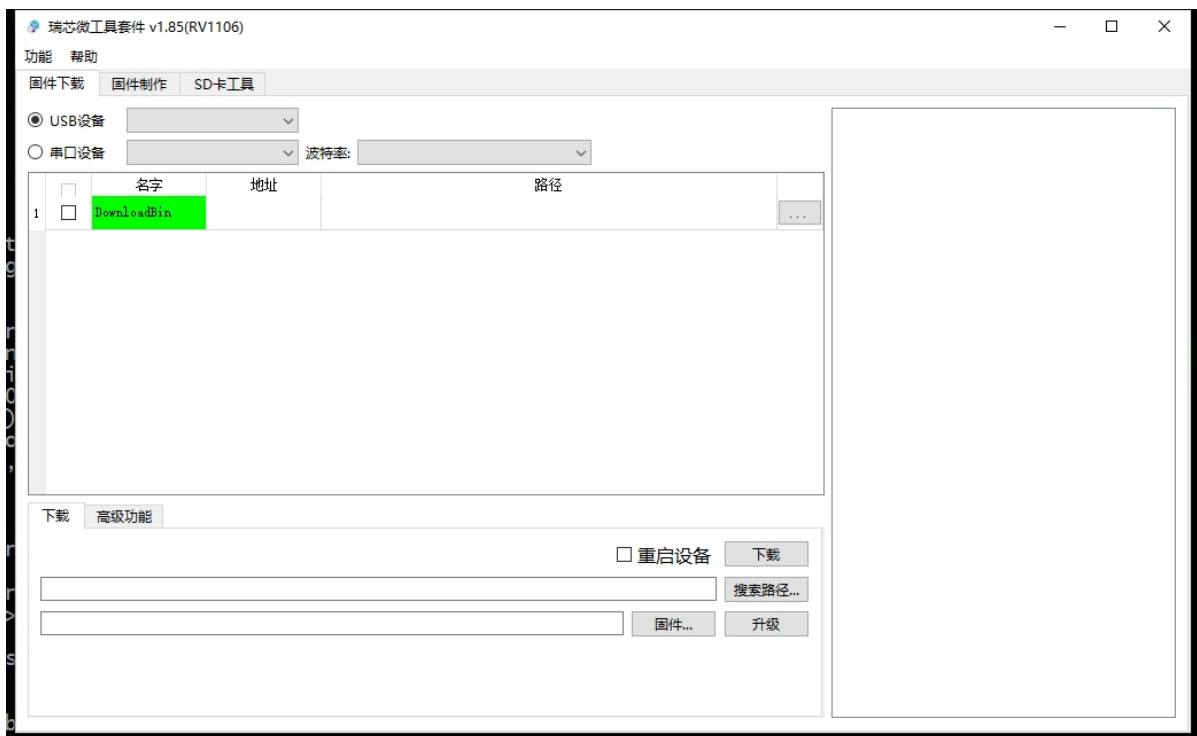 瑞芯微工具套件 v1.85(RV1106)
功能 帮助
固件下载 固件制作 SD卡工具
USB设备
串口设备 波特率:
名字 地址 路径
1 DownloadBin ...
下载 高级功能
重启设备 下载
搜索路径...
固件... 升级